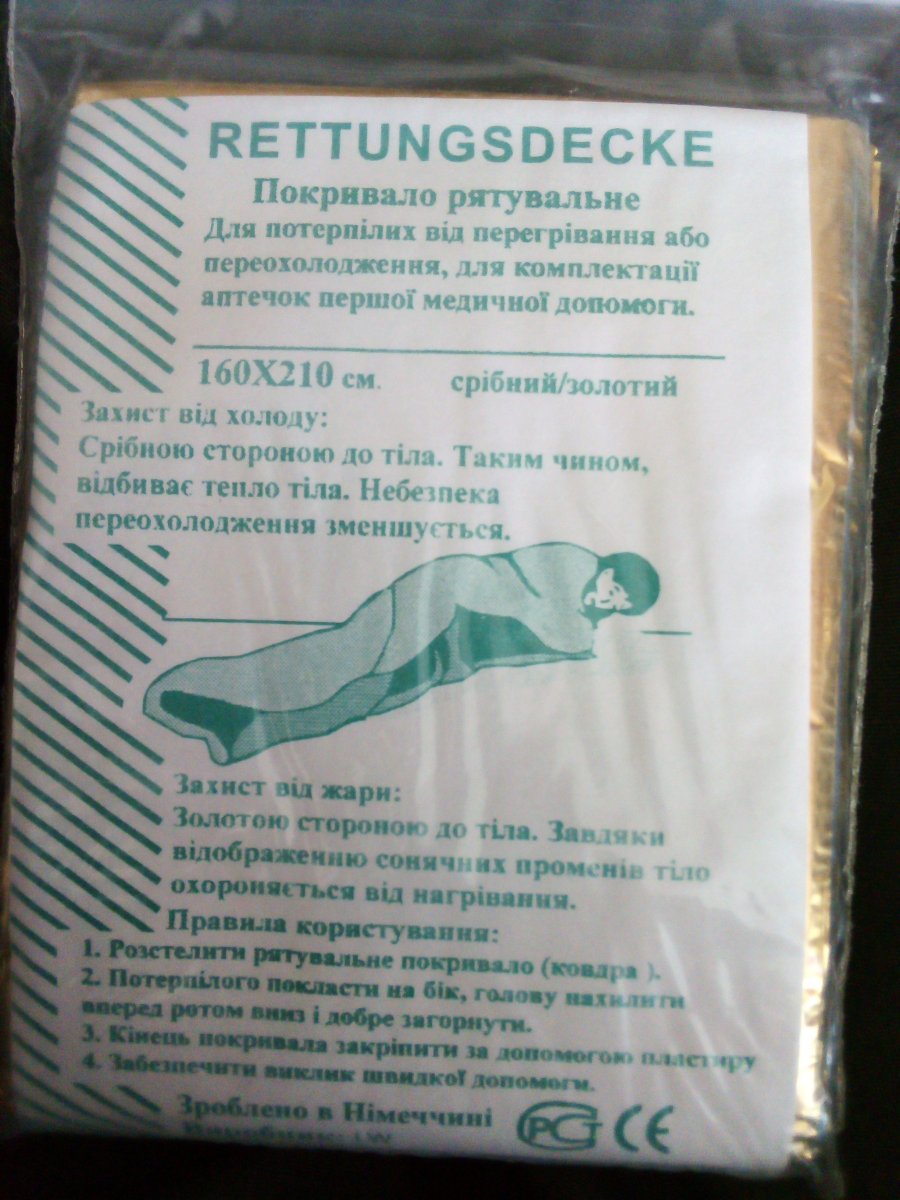 RETTUNGSDECKE
Покривало рятувальне
Для потерпілих від перегрівання або
переохолодження, для комплектації
аптечок першої медичної допомоги.
160X210 см.
срібний/золотий
Захист від холоду:
Срібною стороною до тіла. Таким чином,
відбиває тепло тіла. Небезпека
переохолодження зменшується.
Захист від жари:
Золотою стороною до тіла. Завдяки
відображенню сонячних променів тіло
охороняється від нагрівання.
Правила користування:
1. Розстелити рятувальне покривало (ковдра ).
2. Потерпілого покласти на бік, голову нахилити
вперед ротом вниз і добре загорнути.
3. Кінець покривала закріпити за допомогою пластиру
4. Забезпечити виклик швидкої допомоги.
Зроблено в Німеччині
РСТ CE